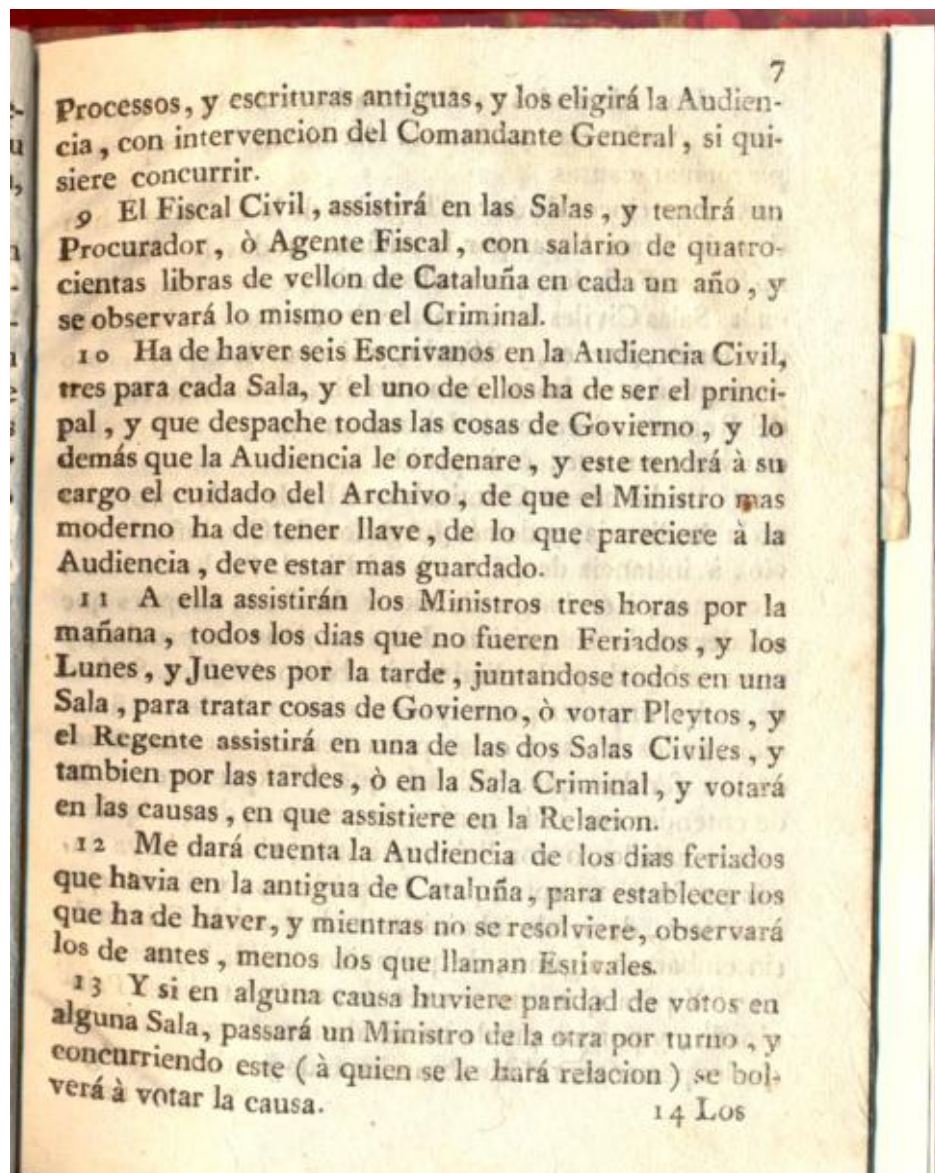 7
Processos, y escrituras antiguas, y los eligirá la Audien-
cia, con intervencion del Comandante General, si qui-
siere concurrir.
9 El Fiscal Civil, assistirá en las Salas, y tendrá un
Procurador, ò Agente Fiscal, con salario de quatro-
cientas libras de vellon de Cataluña en cada un año, y
se observará lo mismo en el Criminal.
10 Ha de haver seis Escrivanos en la Audiencia Civil,
tres para cada Sala, y el uno de ellos ha de ser el princi-
pal, y que despache todas las cosas de Govierno, y lo
demás que la Audiencia le ordenare, y este tendrá à su
cargo el cuidado del Archivo, de que el Ministro mas
moderno ha de tener llave, de lo que pareciere à la
Audiencia, deve estar mas guardado.
11 A ella assistirán los Ministros tres horas por la
mañana, todos los dias que no fueren Feriados, y los
Lunes, y Jueves por la tarde, juntandose todos en una
Sala, para tratar cosas de Govierno, ò votar Pleytos, y
el Regente assistirá en una de las dos Salas Civiles, y
tambien por las tardes, ò en la Sala Criminal, y votará
en las causas, en que assistiere en la Relacion.
12 Me dará cuenta la Audiencia de los dias feriados
que havia en la antigua de Cataluña, para establecer los
que ha de haver, y mientras no se resolviere, observará
los de antes, menos los que llaman Estivales.
13 Y si en alguna causa huviere paridad de votos en
alguna Sala, passará un Ministro de la otra por turno, y
concurriendo este (à quien se le hará relacion) se bol-
verá à votar la causa.
14 Los